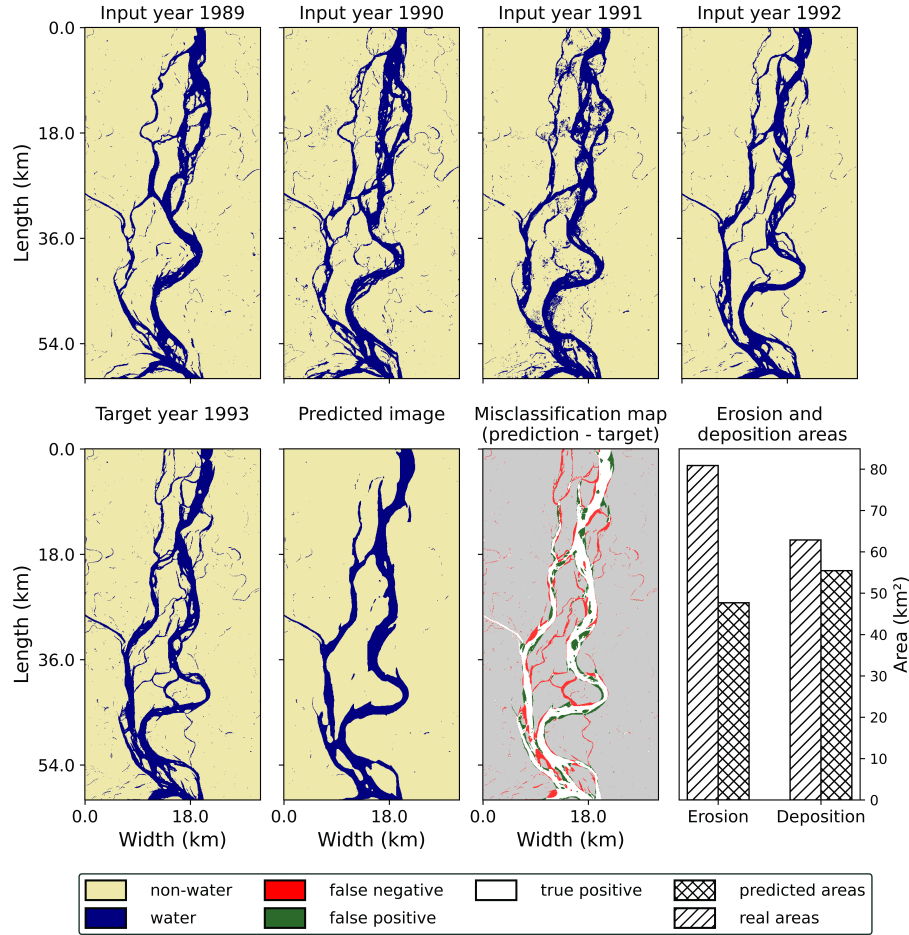 Input year 1989
Input year 1990
Input year 1991
Input year 1992
0.0
18.0
36.0
54.0
Length (km)
Target year 1993
Predicted image
Misclassification map
(prediction - target)
Erosion and
deposition areas
0.0
18.0
36.0
54.0
Length (km)
0.0
18.0
Width (km)
0.0
18.0
Width (km)
0.0
18.0
Width (km)
80
70
60
50
40
30
20
10
0
Area (km²)
Erosion
Deposition
non-water
false negative
true positive
predicted areas
water
false positive
real areas